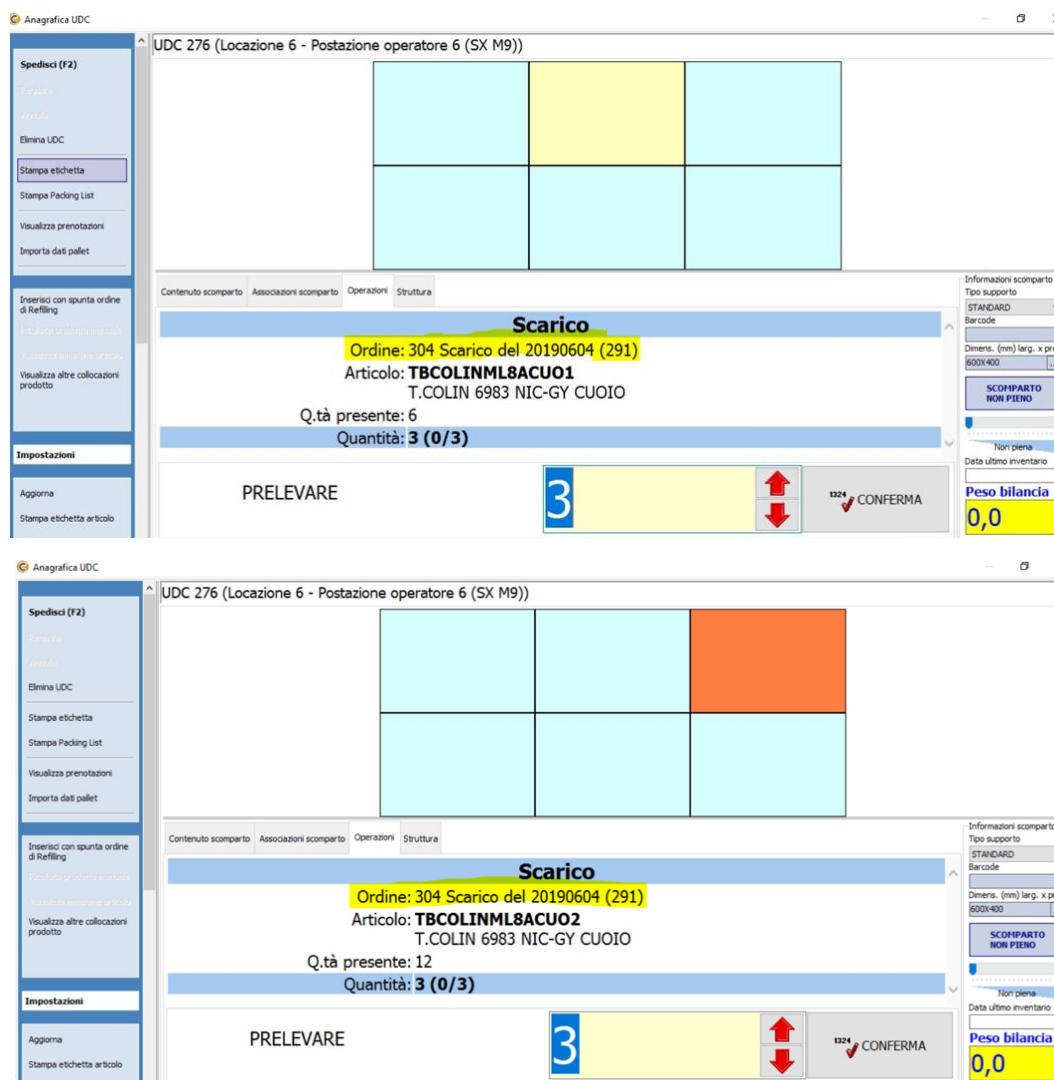 Anagrafica UDC
UDC 276 (Locazione 6 - Postazione operatore 6 (SX M9))
Spedisci (F2)
Elimina UDC
Stampa etichetta
Stampa Packing List
Visualizza prenotazioni
Importa dati pallet
Inserisci con spunta ordine
di Refilling
Visualizza altre collocazioni
prodotto
Impostazioni
Aggiorna
Stampa etichetta articolo
Contenuto scomparto Associazioni scomparto Operazioni Struttura
Scarico
Ordine: 304 Scarico del 20190604 (291)
Articolo: TBCOLINML8ACUO1
T.COLIN 6983 NIC-GY CUOIO
Q.tà presente: 6
Quantità: 3 (0/3)
PRELEVARE
3
1324 CONFERMA
Informazioni scomparto
Tipo supporto
STANDARD
Barcode
Dimens. (mm) larg. x pr
600X400
...
SCOMPARTO
NON PIENO
Non piena
Data ultimo inventario
Peso bilancia
0,0
Anagrafica UDC
UDC 276 (Locazione 6 - Postazione operatore 6 (SX M9))
Spedisci (F2)
Elimina UDC
Stampa etichetta
Stampa Packing List
Visualizza prenotazioni
Importa dati pallet
Inserisci con spunta ordine
di Refilling
Visualizza altre collocazioni
prodotto
Impostazioni
Aggiorna
Stampa etichetta articolo
Contenuto scomparto Associazioni scomparto Operazioni Struttura
Scarico
Ordine: 304 Scarico del 20190604 (291)
Articolo: TBCOLINML8ACUO2
T.COLIN 6983 NIC-GY CUOIO
Q.tà presente: 12
Quantità: 3 (0/3)
PRELEVARE
3
1324 CONFERMA
Informazioni scomparto
Tipo supporto
STANDARD
Barcode
Dimens. (mm) larg. x p
600X400
SCOMPARTO
NON PIENO
Non piena
Data ultimo inventario
Peso bilancia
0,0